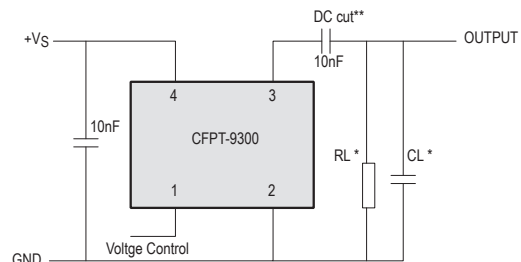 DC cut**
+VS
OUTPUT
10nF
4 3
10nF
CFPT-9300
RL *
CL *
1 2
Voltge Control
GND